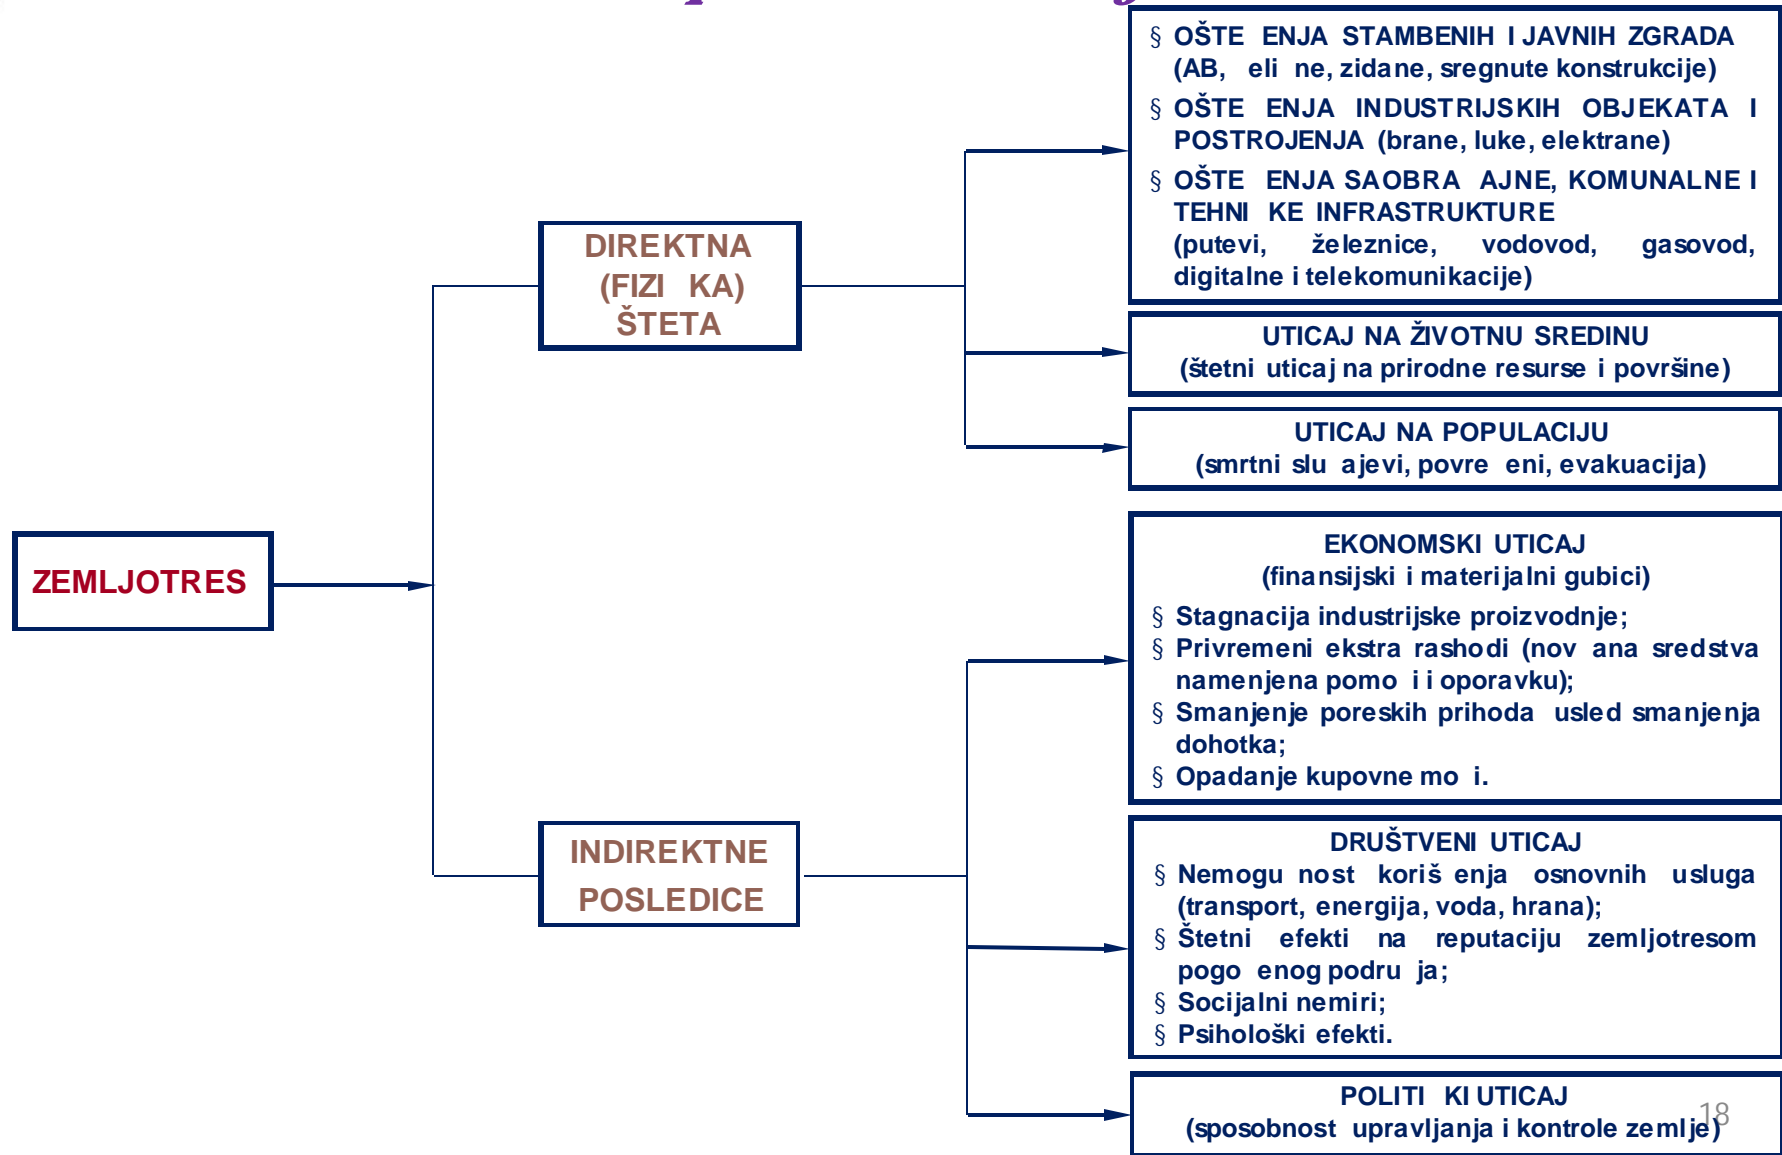 ZEMLJOTRES
DIREKTNA
(FIZI KA)
ŠTETA
§ OŠTE ENJA STAMBENIH I JAVNIH ZGRADA
(AB, eli ne, zidane, sregnute konstrukcije)
§ OŠTE ENJA INDUSTRIJSKIH OBJEKATA I
POSTROJENJA (brane, luke, elektrane)
§ OŠTE ENJA SAOBRA AJNE, KOMUNALNE I
TEHNI KE INFRASTRUKTURE
(putevi, železnice, vodovod, gasovod,
digitalne i telekomunikacije)
UTICAJ NA ŽIVOTNU SREDINU
(štetni uticaj na prirodne resurse i površine)
UTICAJ NA POPULACIJU
(smrtni slu ajevi, povre eni, evakuacija)
INDIREKTNE
POSLEDICE
EKONOMSKI UTICAJ
(finansijski i materijalni gubici)
§ Stagnacija industrijske proizvodnje;
§ Privremeni ekstra rashodi (nov ana sredstva
namenjena pomo i i oporavku);
§ Smanjenje poreskih prihoda usled smanjenja
dohotka;
§ Opadanje kupovne mo i.
DRUŠTVENI UTICAJ
§ Nemogu nost koriš enja osnovnih usluga
(transport, energija, voda, hrana);
§ Štetni efekti na reputaciju zemljotresom
pogo enog podru ja;
§ Socijalni nemiri;
§ Psihološki efekti.
POLITI KI UTICAJ
(sposobnost upravljanja i kontrole zemlje)
18